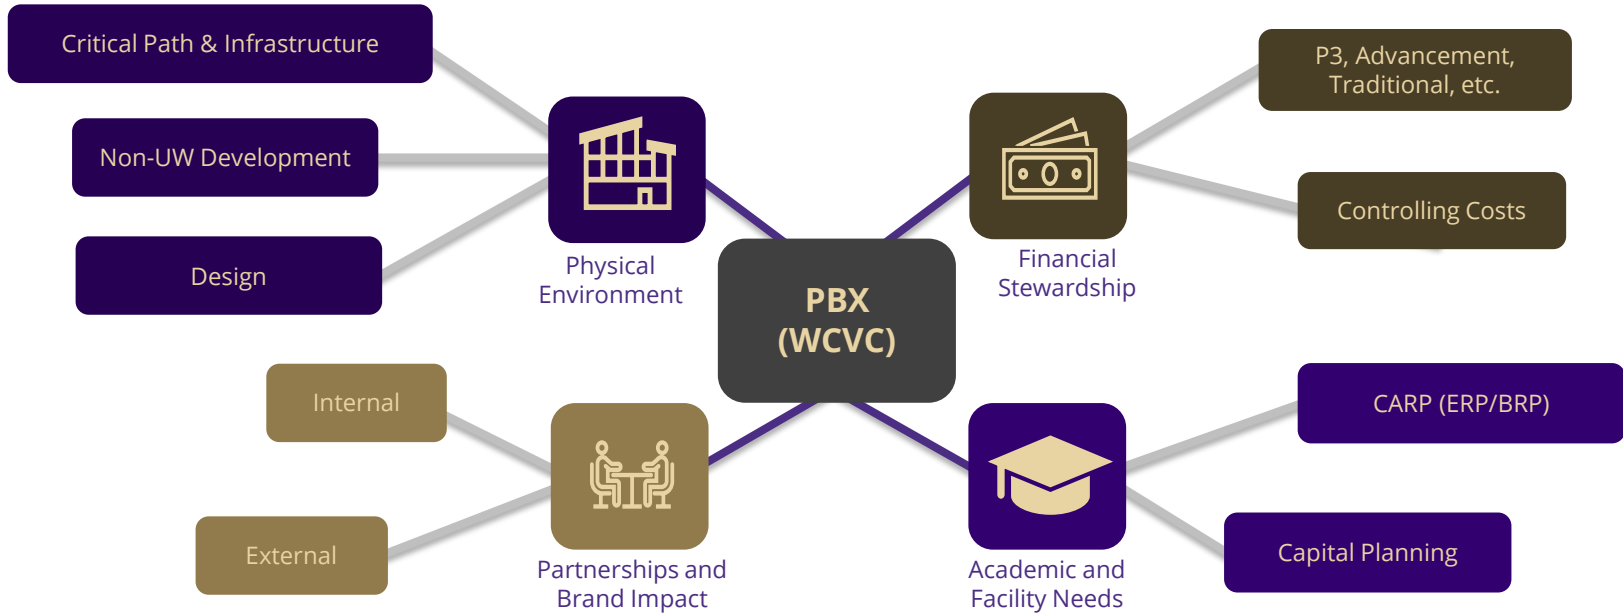 Critical Path & Infrastructure
Non-UW Development
Design
Physical
Environment
P3, Advancement,
Traditional, etc.
Controlling Costs
Financial
Stewardship
PBX
(WCVC)
Internal
External
Partnerships and
Brand Impact
CARP (ERP/BRP)
Capital Planning
Academic and
Facility Needs